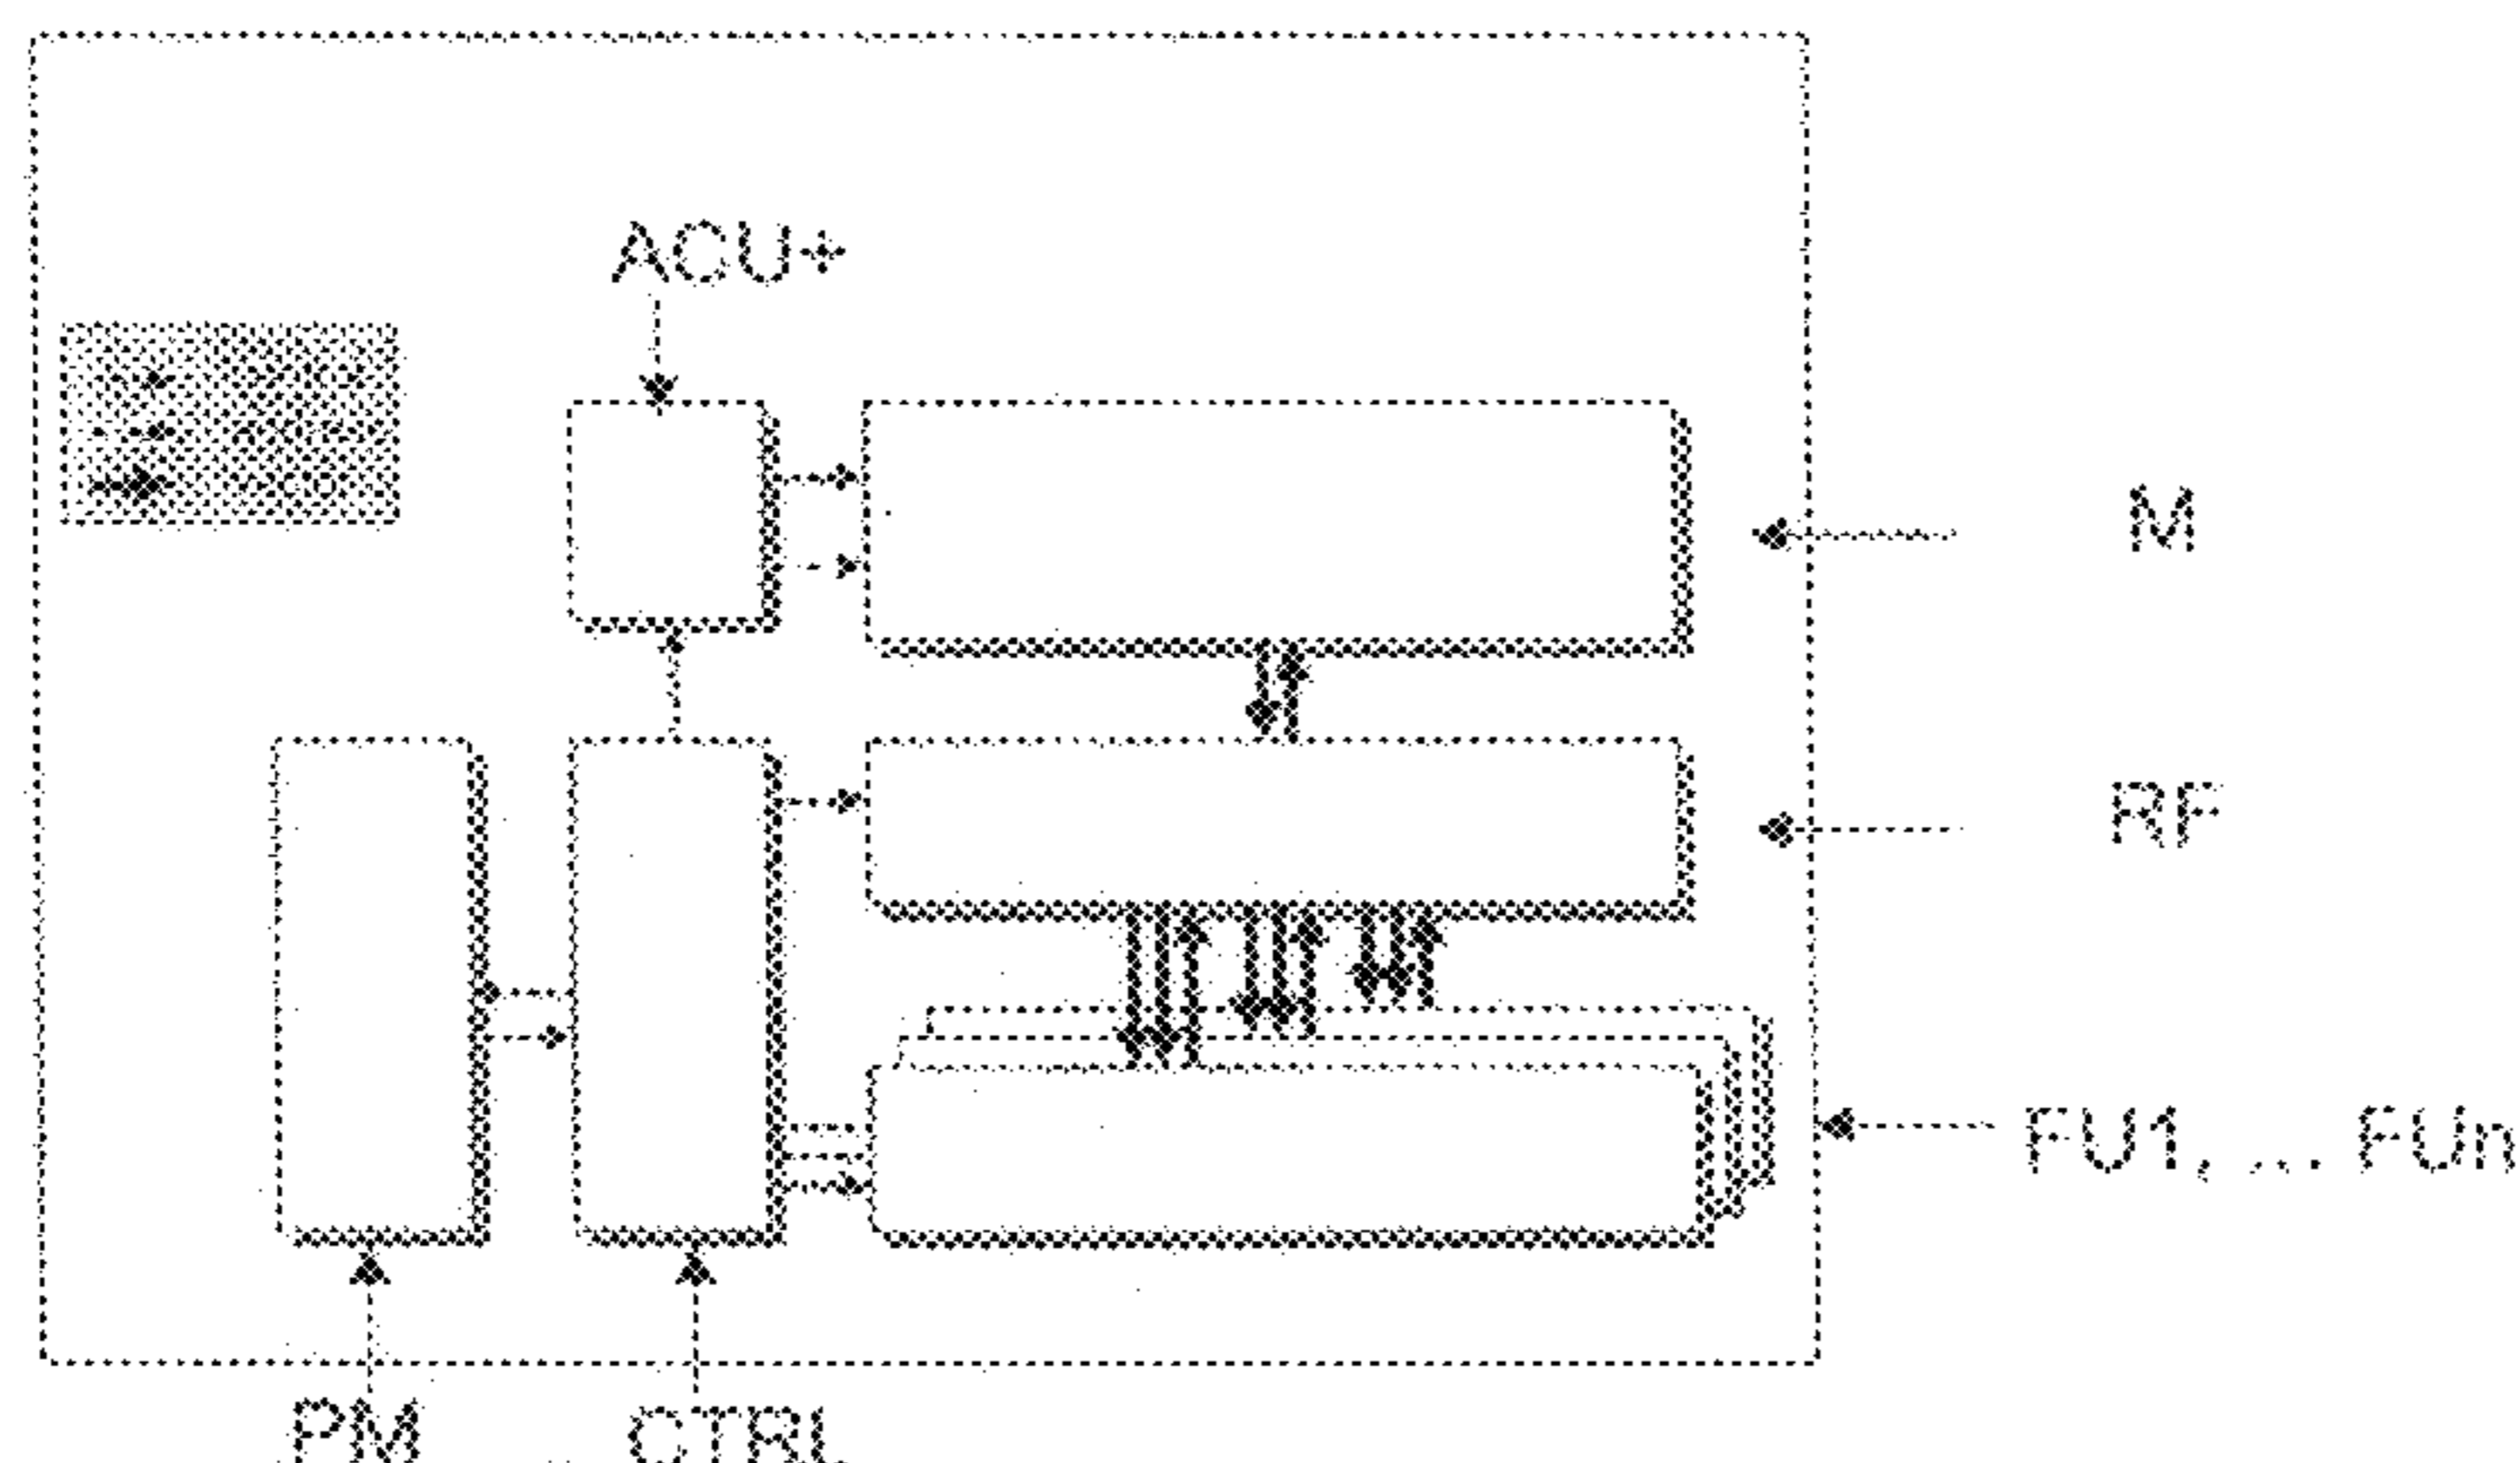 ACU+
M
RF
FU1, ... FUn
PM
CTRL